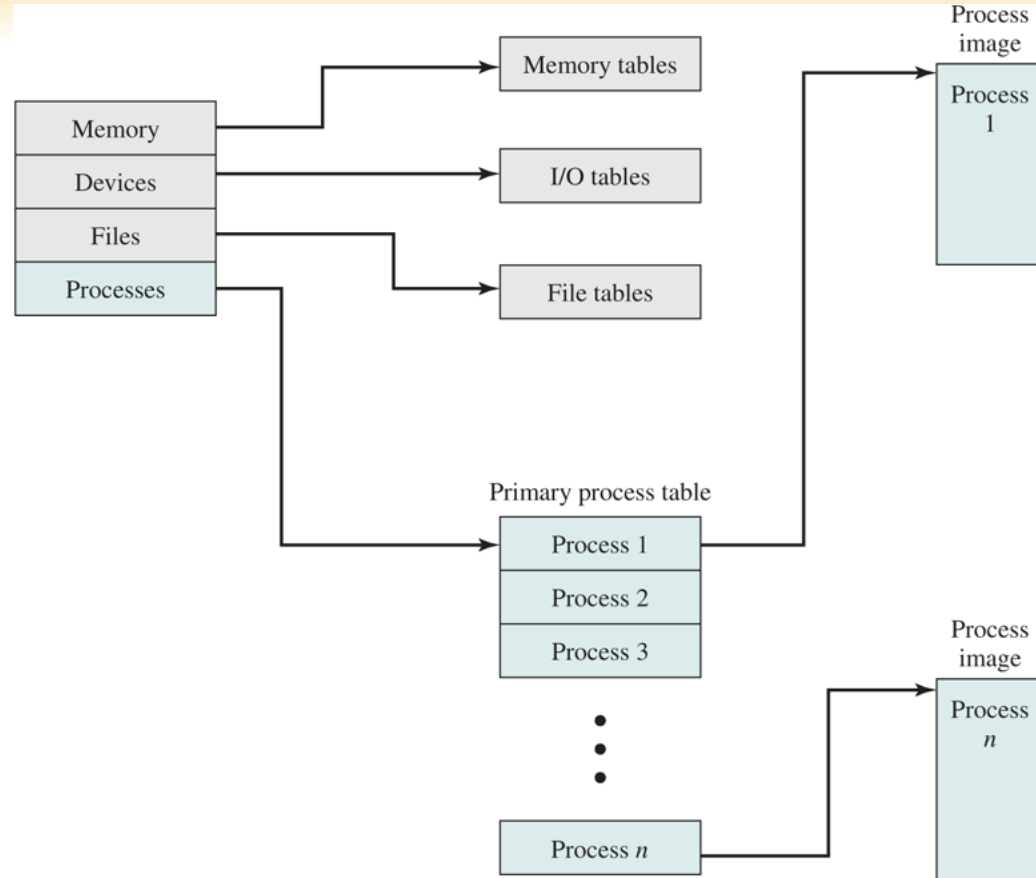 Process
image
Memory tables
Process
1
Memory
Devices
I/O tables
Files
Processes
File tables
Primary process table
Process 1
Process 2
Process 3
Process
image
Process
n
Process n